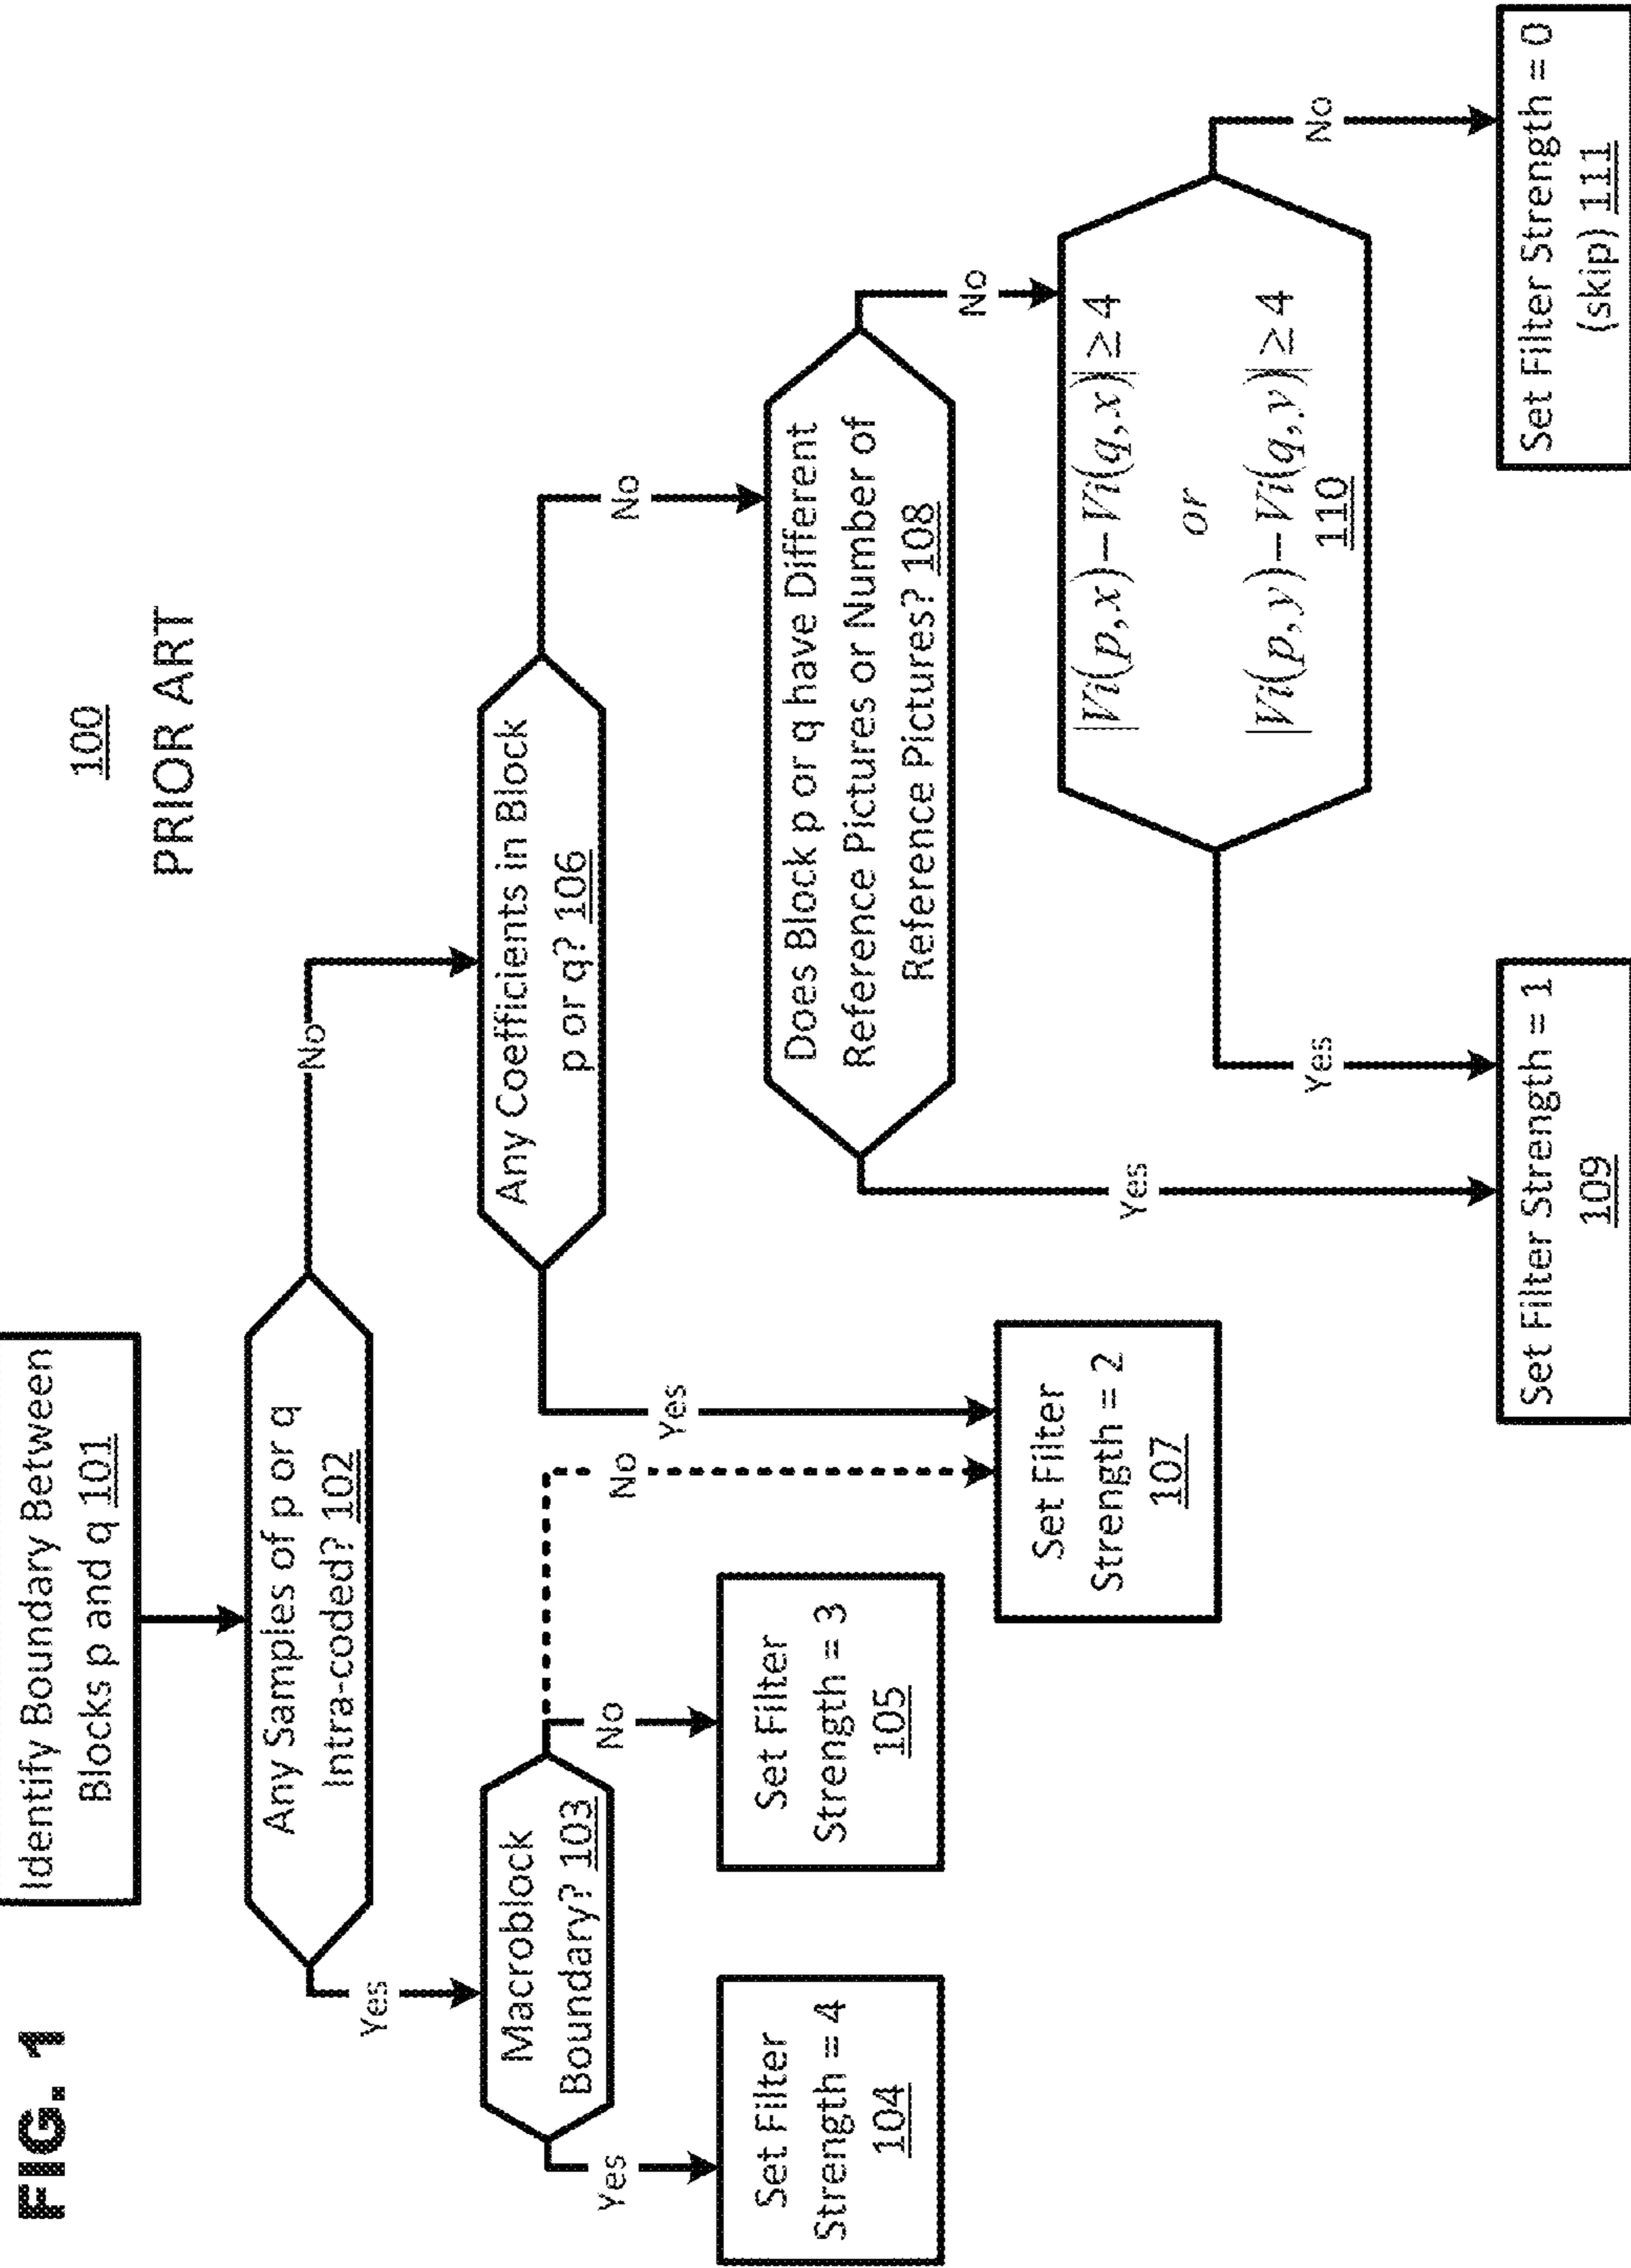 FIG. 1
100
PRIOR ART
Identify Boundary Between
Blocks p and q 101
Any Samples of p or q
Intra-coded? 102
Yes
No
Macroblock
Boundary? 103
Any Coefficients in Block
p or q? 106
Yes
No
No
Yes
No
Set Filter
Strength = 4
104
Set Filter
Strength = 3
105
Does Block p or q have Different
Reference Pictures or Number of
Reference Pictures? 108
Set Filter
Strength = 2
107
Yes
No
|Vi(p,x)−Vi(q,x)|≥4
or
|Vi(p,y)−Vi(q,y)|≥4
110
Yes
No
Set Filter Strength = 1
109
Set Filter Strength = 0
(skip) 111